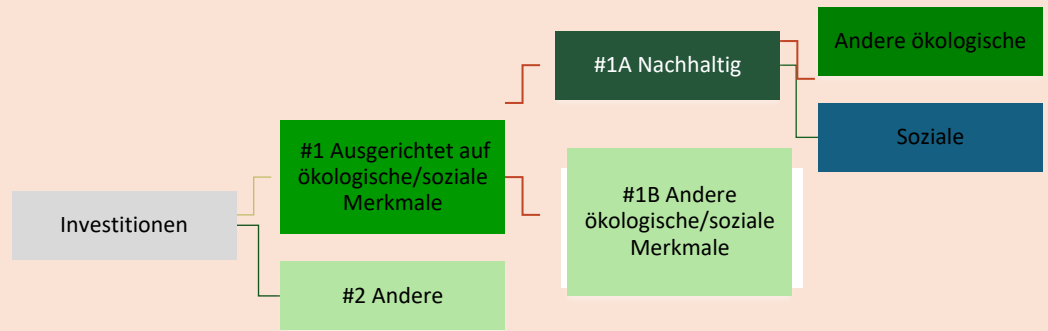 Investitionen
#1 Ausgerichtet auf
ökologische/soziale
Merkmale
#2 Andere
#1A Nachhaltig
#1B Andere
ökologische/soziale
Merkmale
Andere ökologische
Soziale